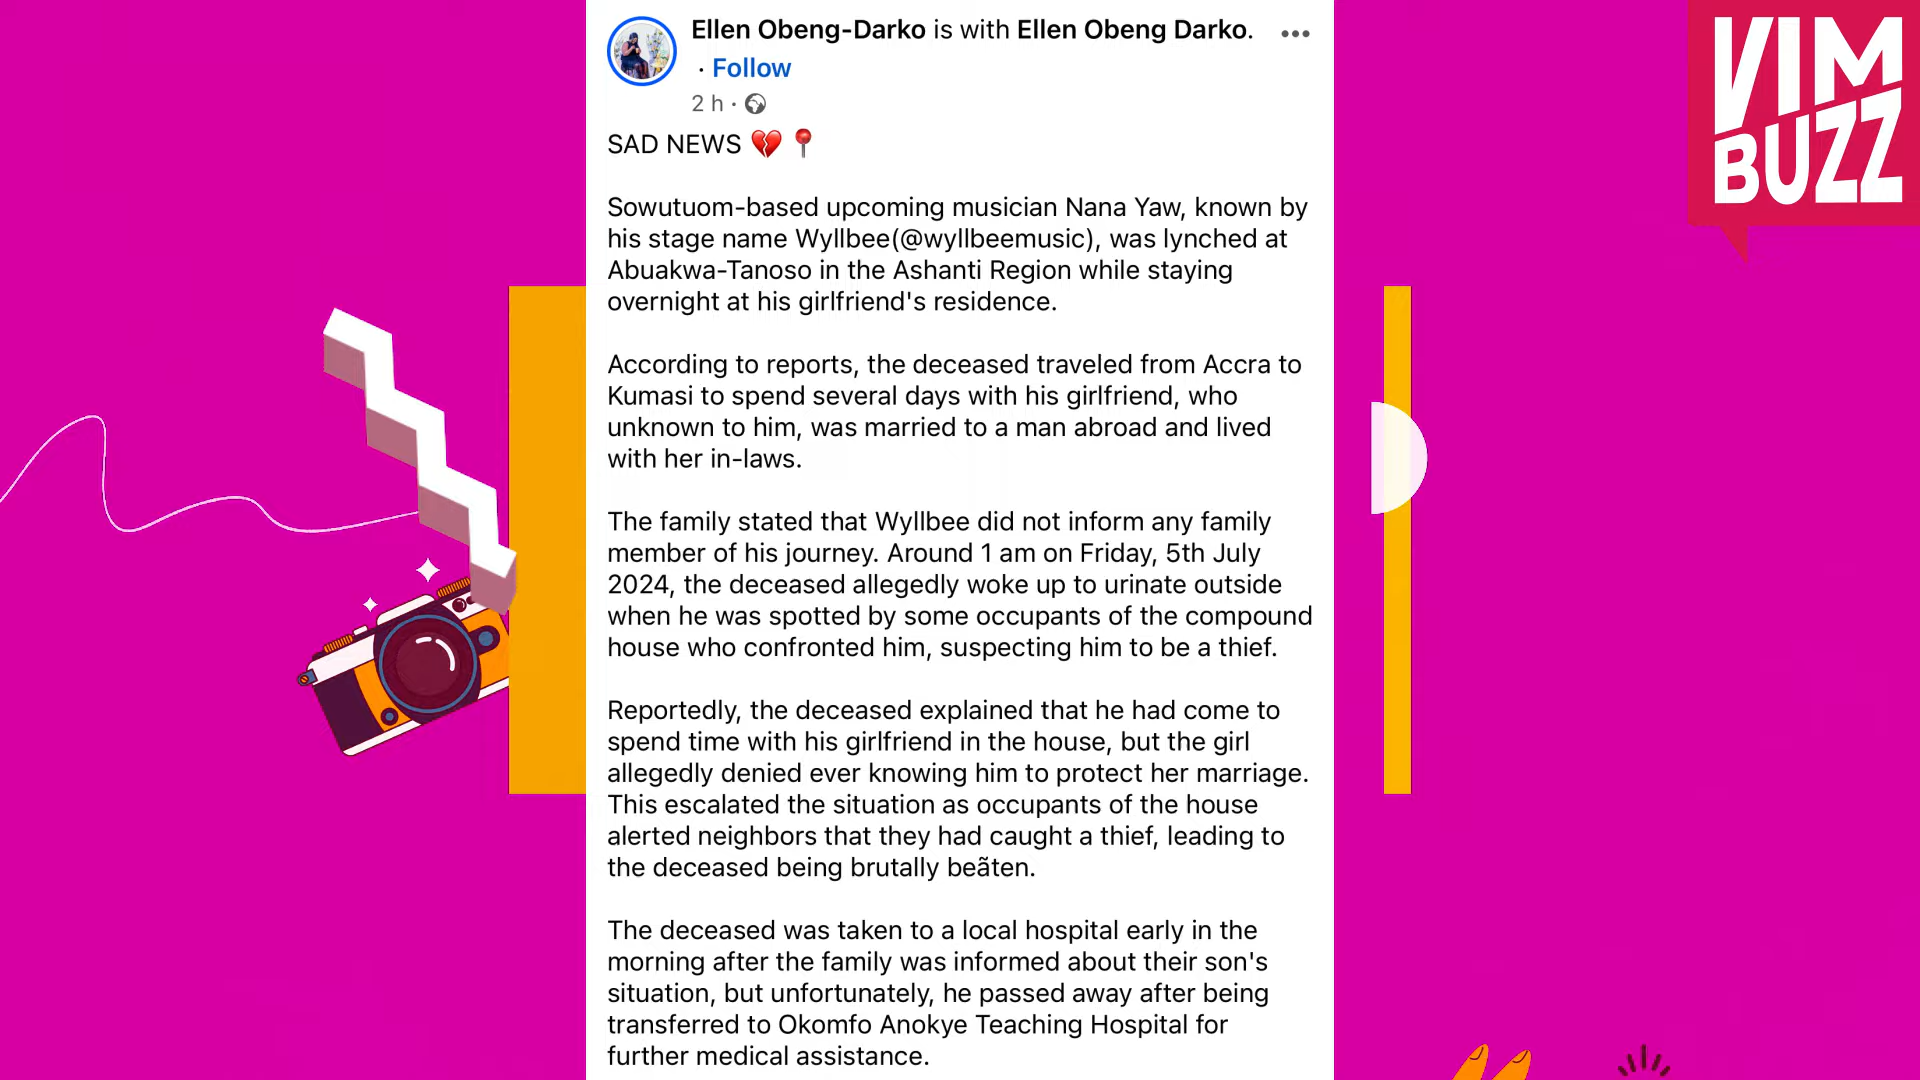 Ellen Obeng-Darko is with Ellen Obeng Darko.
· Follow
2 h ·
SAD NEWS 💔 📍
Sowutuom-based upcoming musician Nana Yaw, known by
his stage name Wyllbee(@wyllbeemusic), was lynched at
Abuakwa-Tanoso in the Ashanti Region while staying
overnight at his girlfriend's residence.
According to reports, the deceased traveled from Accra to
Kumasi to spend several days with his girlfriend, who
unknown to him, was married to a man abroad and lived
with her in-laws.
The family stated that Wyllbee did not inform any family
member of his journey. Around 1 am on Friday, 5th July
2024, the deceased allegedly woke up to urinate outside
when he was spotted by some occupants of the compound
house who confronted him, suspecting him to be a thief.
Reportedly, the deceased explained that he had come to
spend time with his girlfriend in the house, but the girl
allegedly denied ever knowing him to protect her marriage.
This escalated the situation as occupants of the house
alerted neighbors that they had caught a thief, leading to
the deceased being brutally beãten.
The deceased was taken to a local hospital early in the
morning after the family was informed about their son's
situation, but unfortunately, he passed away after being
transferred to Okomfo Anokye Teaching Hospital for
further medical assistance.
VIM
BUZZ